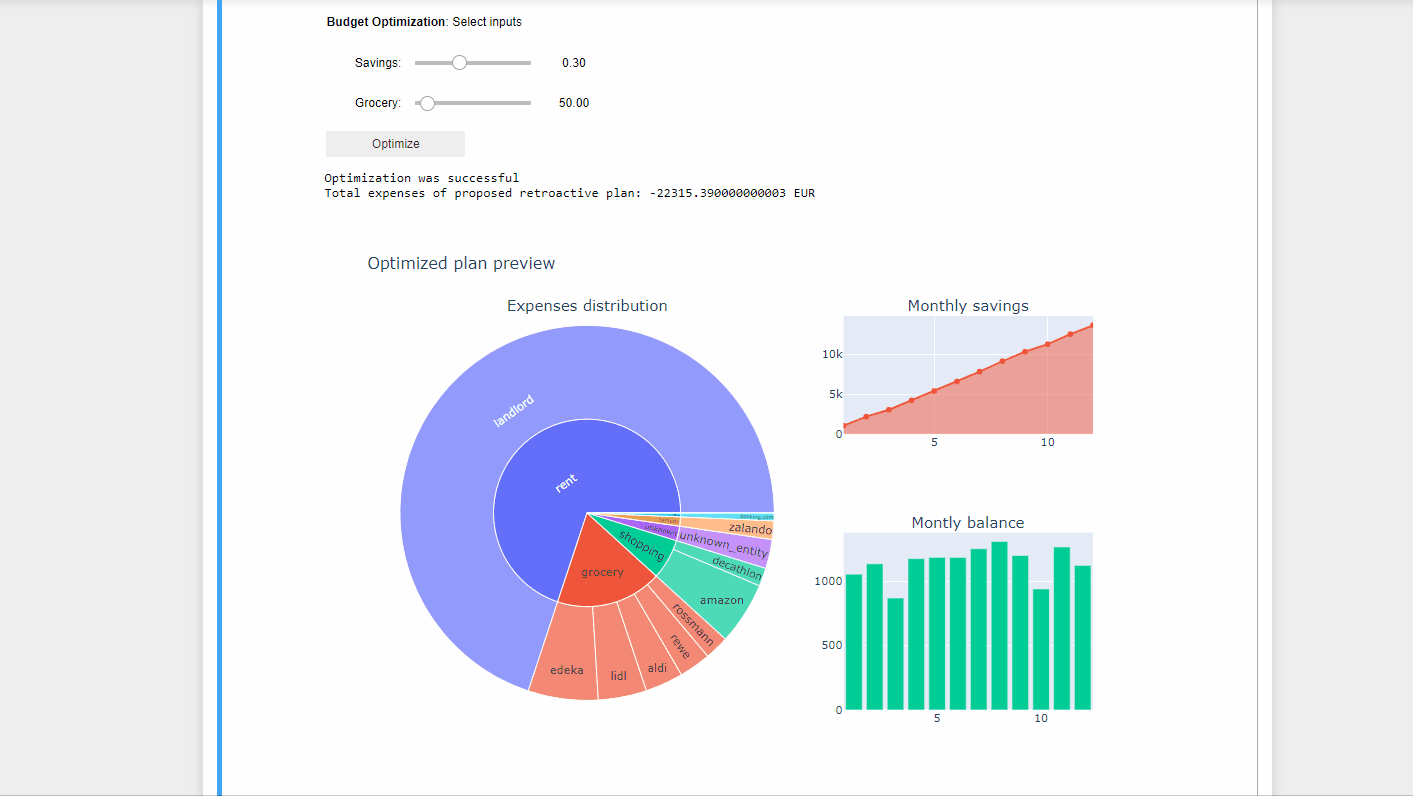 Budget Optimization: Select inputs
Savings: 0.30
Grocery: 50.00
Optimize
Optimization was successful
Total expenses of proposed retroactive plan: -22315.390000000003 EUR
Optimized plan preview
Expenses distribution
landlord
rent
booking.com
zalando
unknown
unknown_entity
shopping
decathlon
amazon
grocery
rossmann
rewe
aldi
lidl
edeka
Monthly savings
10k
5k
0
5 10
Montly balance
1000
500
0
5 10